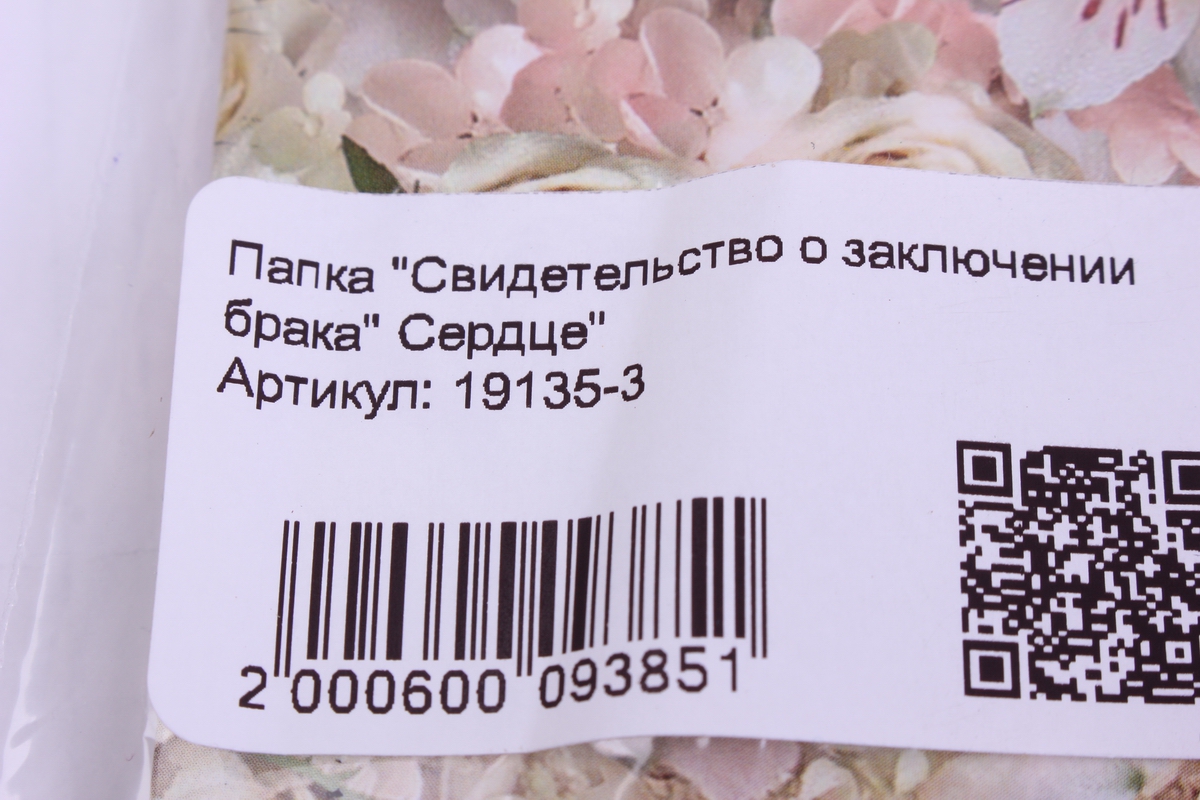 Папка "Свидетельство о заключении
брака" Сердце"
Артикул: 19135-3
2 000600 093851